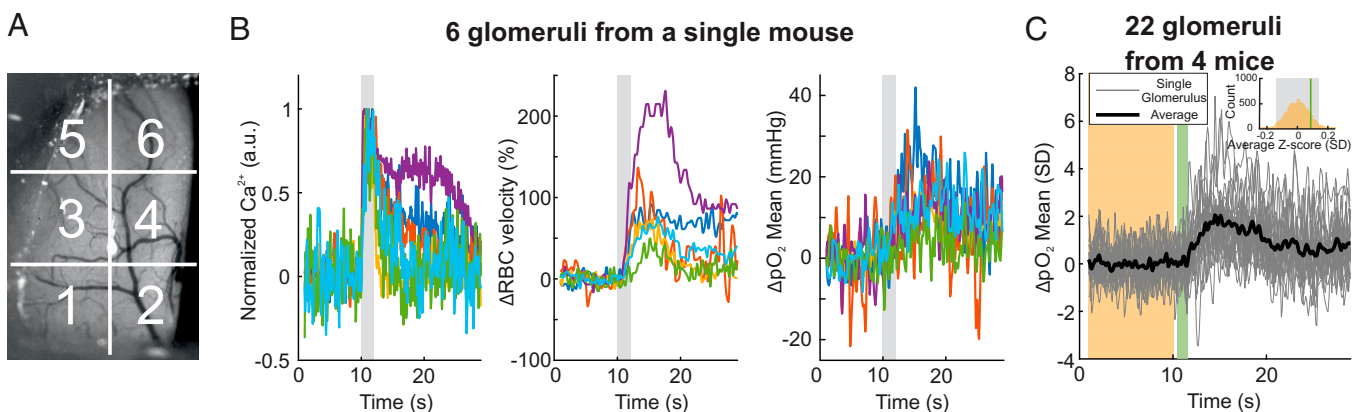 A
5
6
3
4
1
2
B
6 glomeruli from a single mouse
Normalized Ca²⁺ (a.u.)
1
0.5
0
-0.5
0
10
20
Time (s)
ΔRBC velocity (%)
200
100
0
-100
0
10
20
Time (s)
ΔpO₂ Mean (mmHg)
40
20
0
-20
0
10
20
Time (s)
C
22 glomeruli
from 4 mice
ΔpO₂ Mean (SD)
8
6
4
2
0
-2
-4
0
10
20
Time (s)
Single
Glomerulus
Average
Count
1000
500
0
-0.2
0
0.2
Average Z-score (SD)